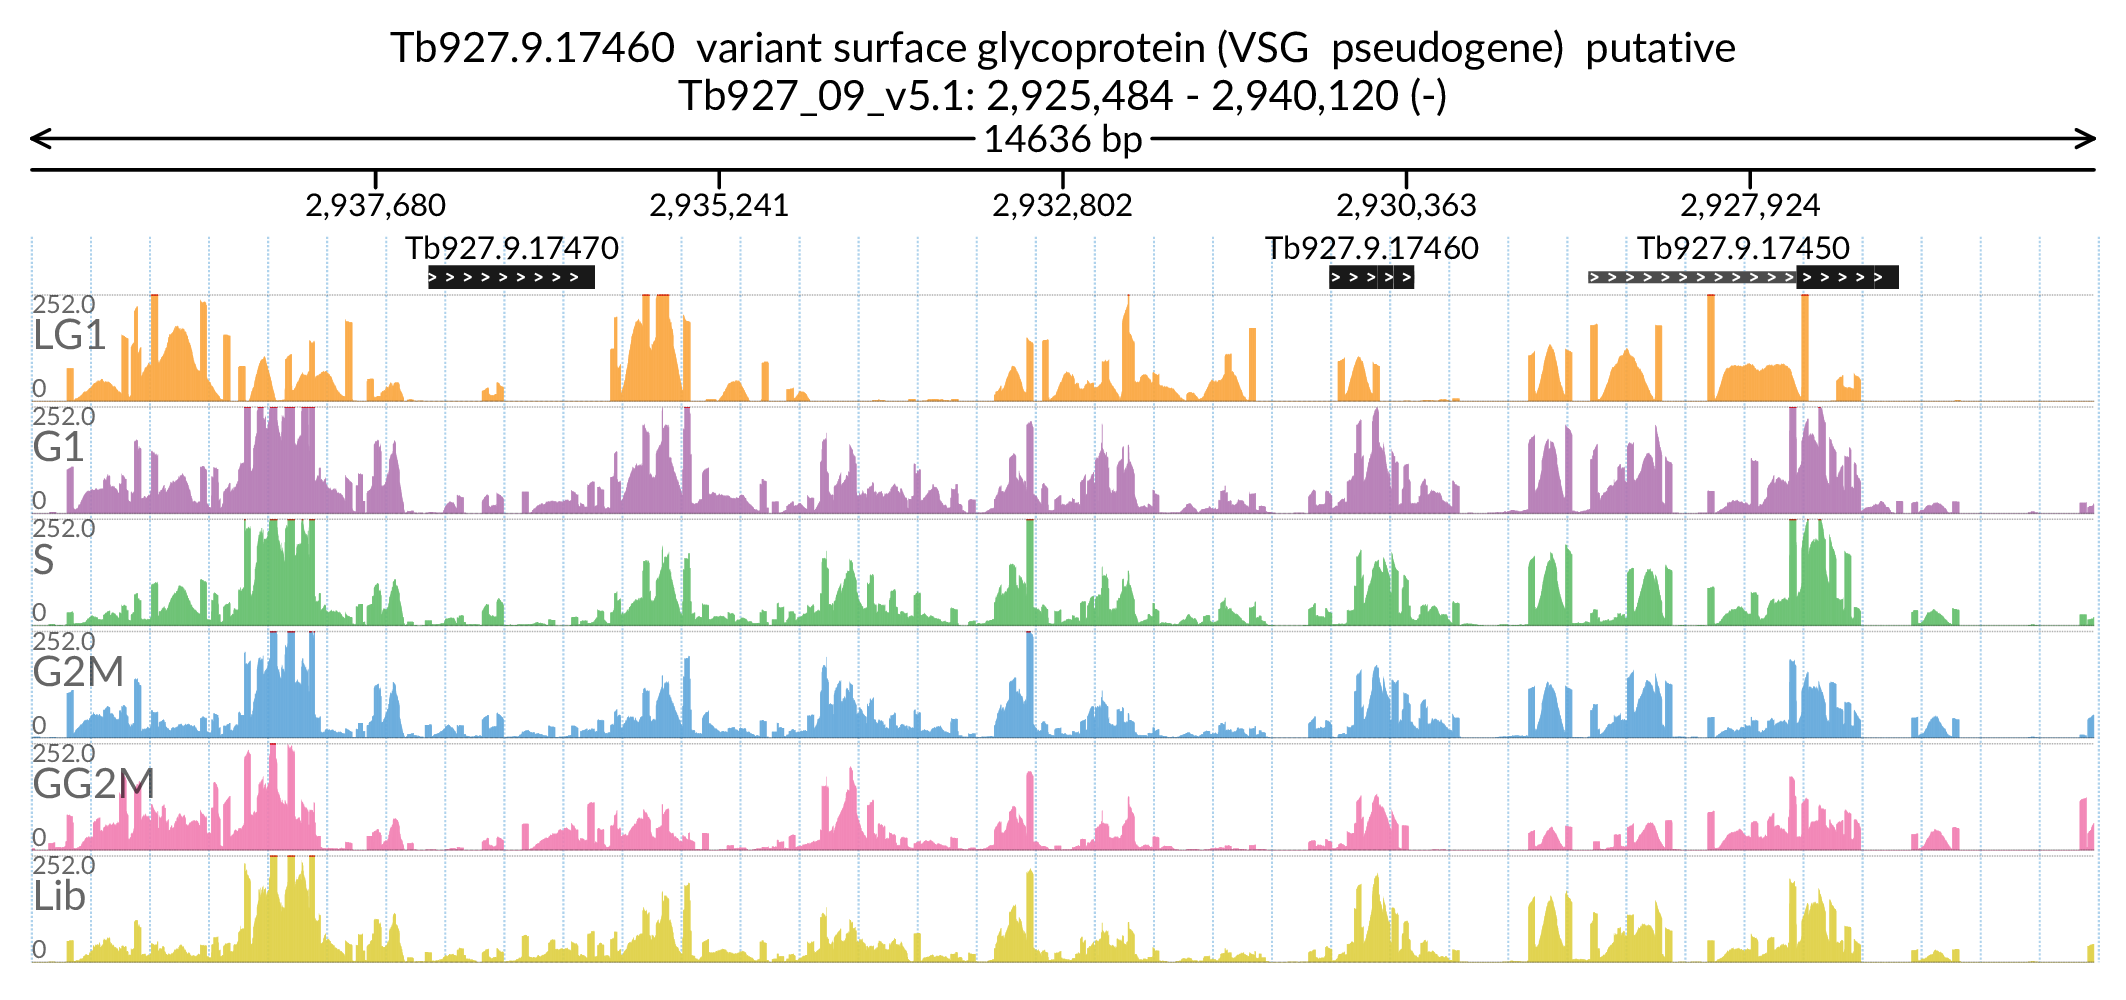 Tb927.9.17460  variant surface glycoprotein (VSG  pseudogene)  putative
Tb927_09_v5.1: 2,925,484 - 2,940,120 (-)
14636 bp
2,937,680 2,935,241 2,932,802 2,930,363 2,927,924
Tb927.9.17470 Tb927.9.17460 Tb927.9.17450
252.0
LG1
0
252.0
G1
0
252.0
S
0
252.0
G2M
0
252.0
GG2M
0
252.0
Lib
0